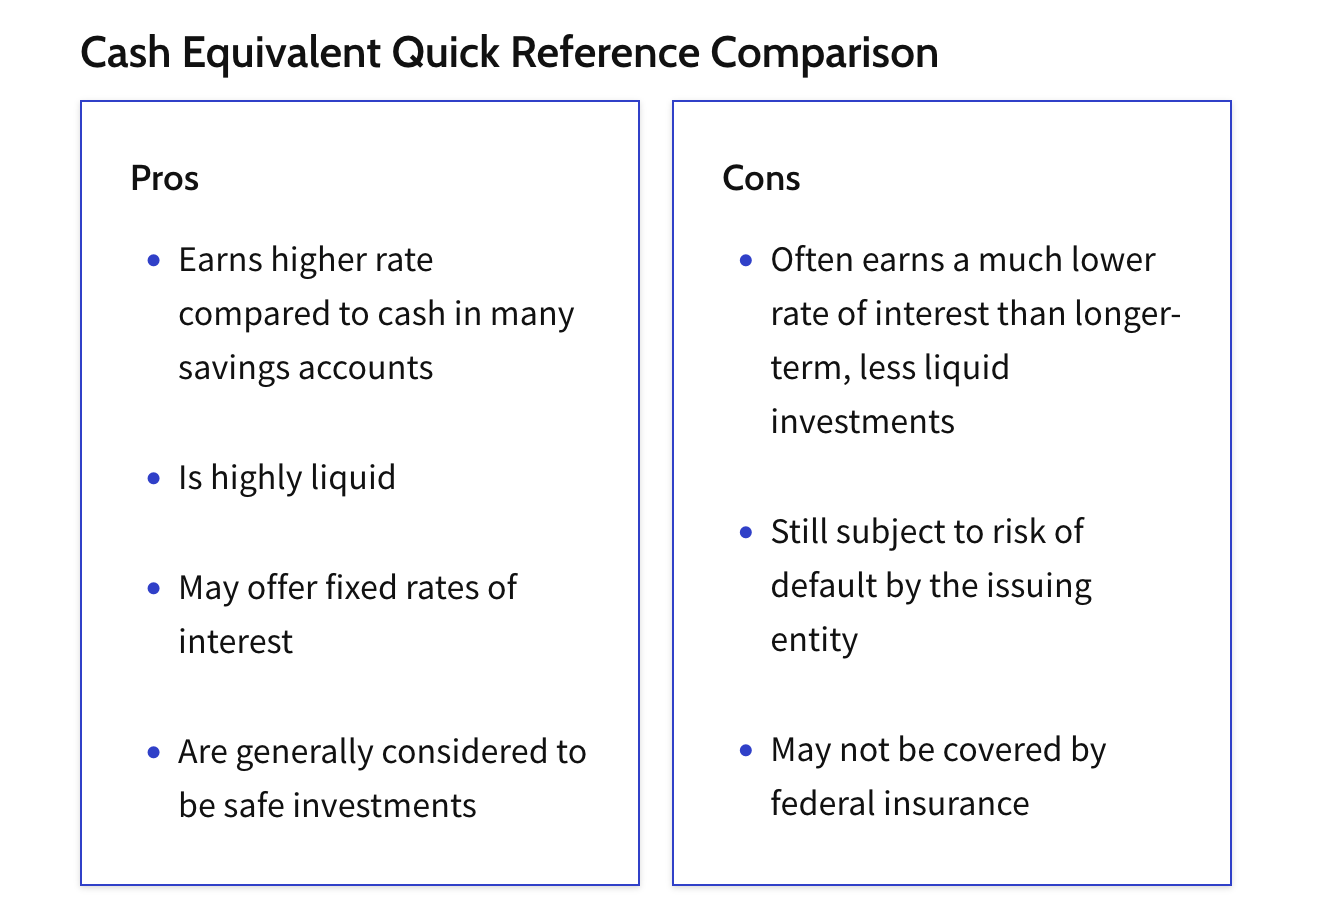 Cash Equivalent Quick Reference Comparison
Pros
Earns higher rate
compared to cash in many
savings accounts
Is highly liquid
May offer fixed rates of
interest
Are generally considered to
be safe investments
Cons
Often earns a much lower
rate of interest than longer-
term, less liquid
investments
Still subject to risk of
default by the issuing
entity
May not be covered by
federal insurance